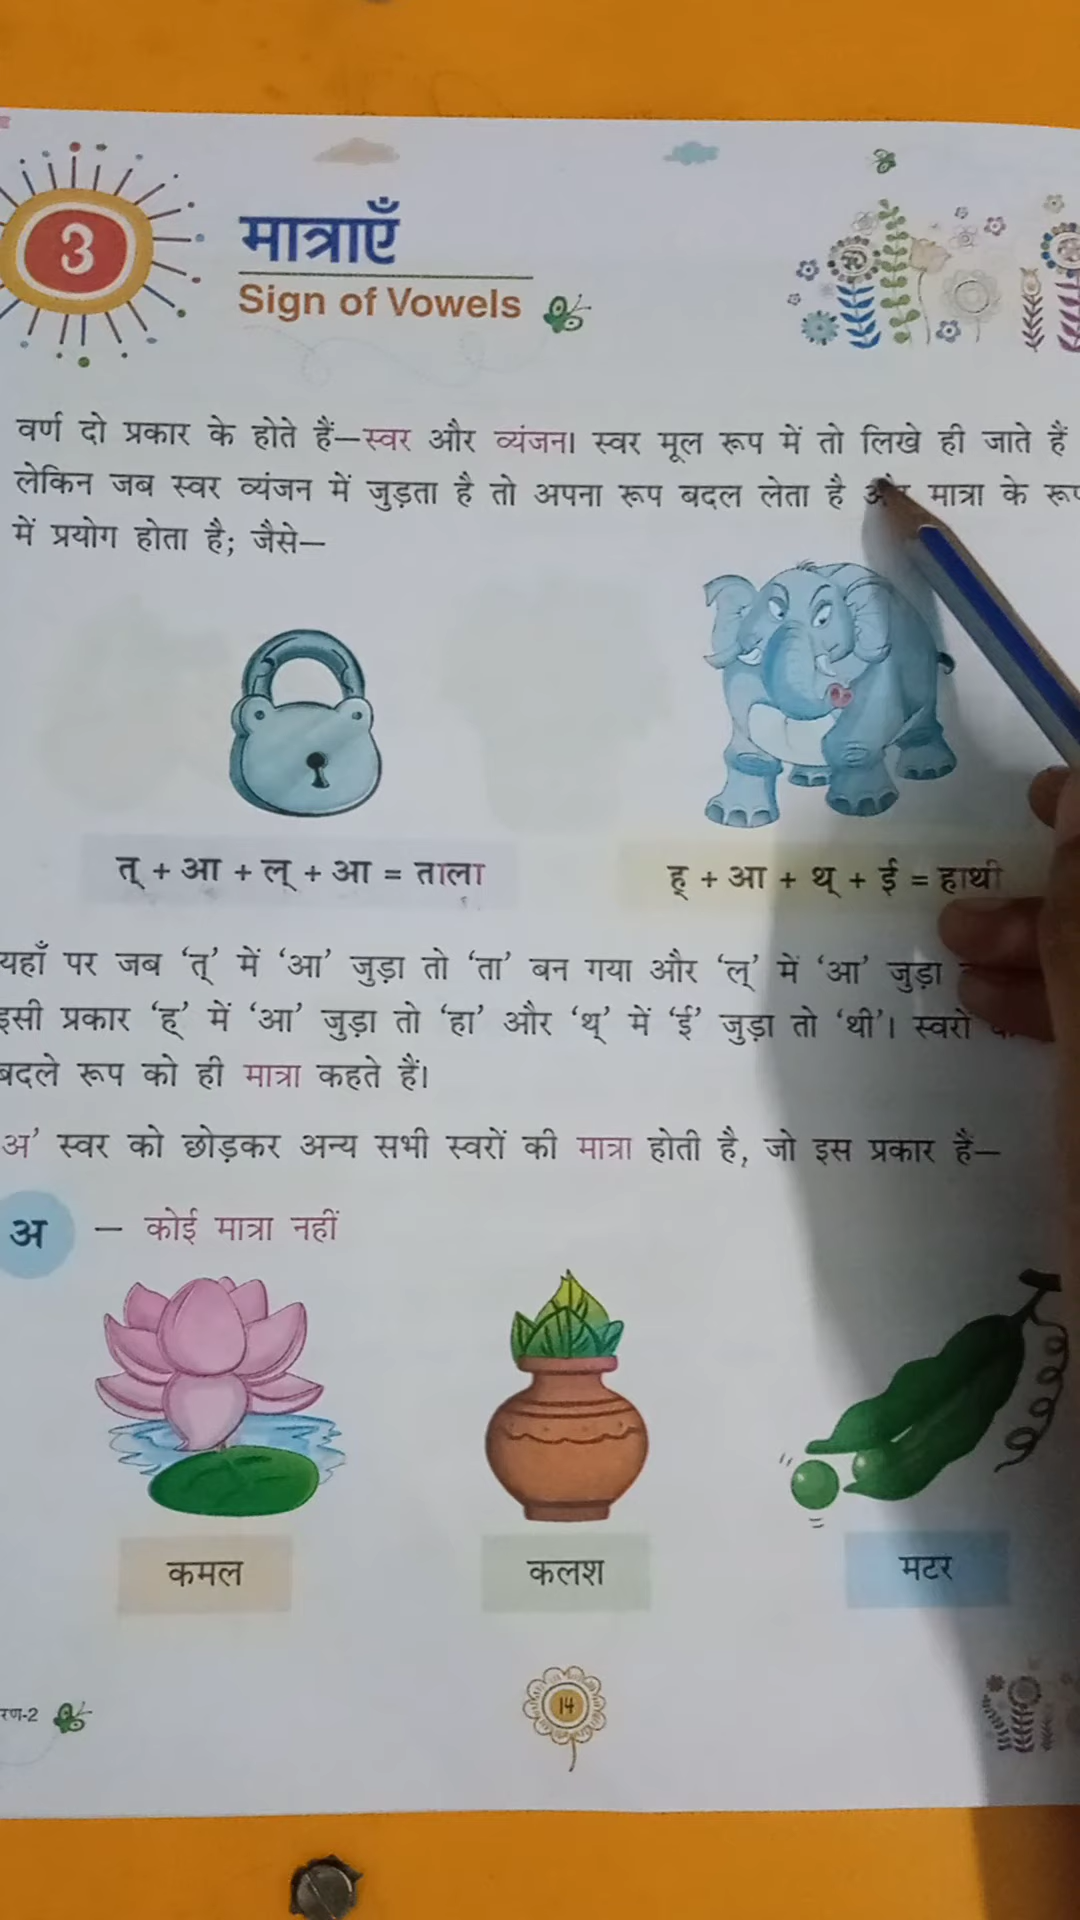 3
मात्राएँ
Sign of Vowels
वर्ण दो प्रकार के होते हैं—स्वर और व्यंजन। स्वर मूल रूप में तो लिखे ही जाते हैं
लेकिन जब स्वर व्यंजन में जुड़ता है तो अपना रूप बदल लेता है मात्रा के
में प्रयोग होता है; जैसे—
त् + आ + ल् + आ = ताला
ह् + आ + थ् + ई = हाथी
यहाँ पर जब ‘त्’ में ‘आ’ जुड़ा तो ‘ता’ बन गया और ‘ल्’ में ‘आ’ जुड़ा
इसी प्रकार ‘ह्’ में ‘आ’ जुड़ा तो ‘हा’ और ‘थ्’ में ‘ई’ जुड़ा तो ‘थी’। स्वरों
बदले रूप को ही मात्रा कहते हैं।
अ’ स्वर को छोड़कर अन्य सभी स्वरों की मात्रा होती है, जो इस प्रकार हैं—
अ — कोई मात्रा नहीं
कमल
कलश
मटर
रण-2
14